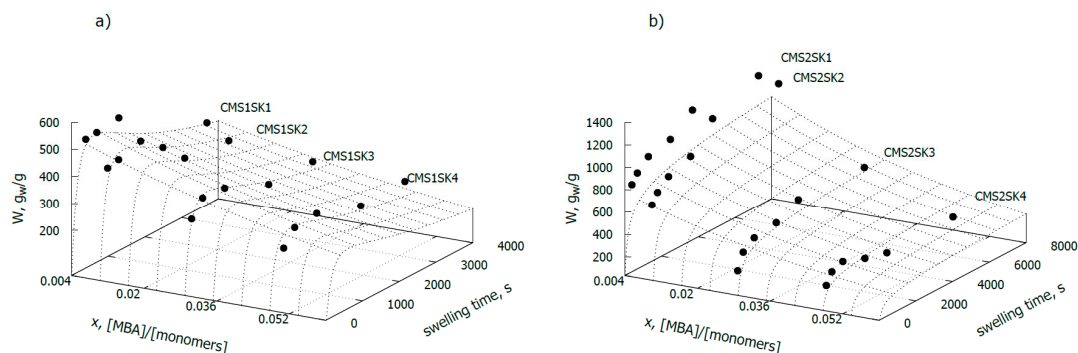 a)
CMS1SK1
CMS1SK2
CMS1SK3
CMS1SK4
600
500
400
300
200
W, g_w/g
0.004
0.02
0.036
0.052
x, [MBA]/[monomers]
0
1000
2000
3000
4000
swelling time, s
b)
CMS2SK1
CMS2SK2
CMS2SK3
CMS2SK4
1400
1200
1000
800
600
400
200
W, g_w/g
0.004
0.02
0.036
0.052
x, [MBA]/[monomers]
0
2000
4000
6000
8000
swelling time, s